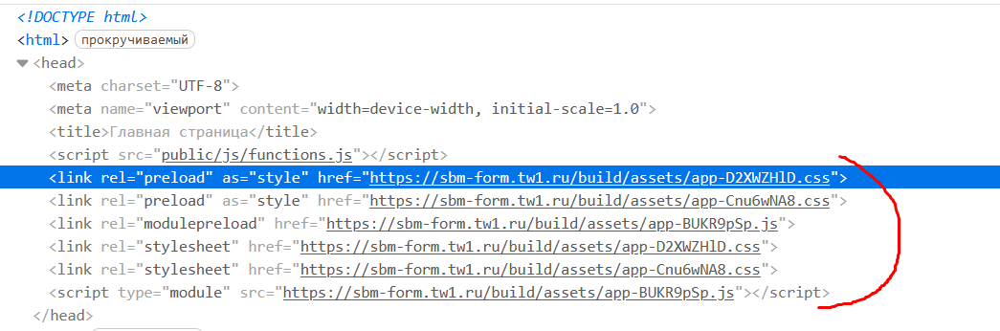 <!DOCTYPE html>
<html> прокручиваемый
<head>
<meta charset="UTF-8">
<meta name="viewport" content="width=device-width, initial-scale=1.0">
<title>Главная страница</title>
<script src="public/js/functions.js"></script>
<link rel="preload" as="style" href="https://sbm-form.tw1.ru/build/assets/app-D2XWZHlD.css">
<link rel="preload" as="style" href="https://sbm-form.tw1.ru/build/assets/app-Cnu6wNA8.css">
<link rel="modulepreload" href="https://sbm-form.tw1.ru/build/assets/app-BUKR9pSp.js">
<link rel="stylesheet" href="https://sbm-form.tw1.ru/build/assets/app-D2XWZHlD.css">
<link rel="stylesheet" href="https://sbm-form.tw1.ru/build/assets/app-Cnu6wNA8.css">
<script type="module" src="https://sbm-form.tw1.ru/build/assets/app-BUKR9pSp.js"></script>
</head>